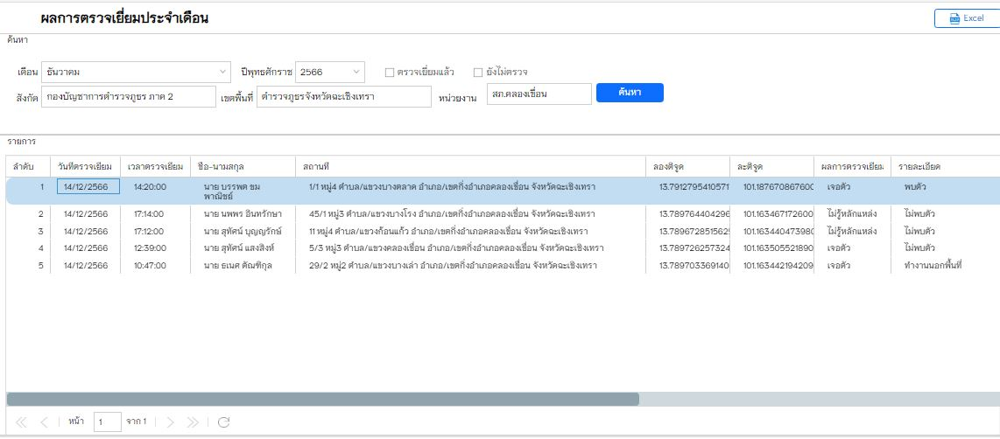 ผลการตรวจเยี่ยมประจำเดือน
Excel
ค้นหา
เดือน ธันวาคม ปีพุทธศักราช 2566 ตรวจเยี่ยมแล้ว ยังไม่ตรวจ
สังกัด กองบัญชาการตำรวจภูธร ภาค 2 เขตพื้นที่ ตำรวจภูธรจังหวัดฉะเชิงเทรา หน่วยงาน สภ.คลองเขื่อน ค้นหา
รายการ
ลำดับ วันที่ตรวจเยี่ยม เวลาตรวจเยี่ยม ชื่อ-นามสกุล สถานที่ ลองติจูด ละติจูด ผลการตรวจเยี่ยม รายละเอียด
1 14/12/2566 14:20:00 นาย บรรพต ขม 1/1 หมู่4 ตำบล/แขวงบางตลาด อำเภอ/เขตกิ่งอำเภอคลองเขื่อน จังหวัดฉะเชิงเทรา 13.7912795410571 101.187670867600 เจอตัว พบตัว
พาณิชย์
2 14/12/2566 17:14:00 นาย นพพร อินทรักษา 45/1 หมู่3 ตำบล/แขวงบางโรง อำเภอ/เขตกิ่งอำเภอคลองเขื่อน จังหวัดฉะเชิงเทรา 13.789764404296 101.163467172600 ไม่รู้หลักแหล่ง ไม่พบตัว
3 14/12/2566 17:12:00 นาย สุทัศน์ บุญญรักษ์ 11 หมู่4 ตำบล/แขวงก้อนแก้ว อำเภอ/เขตกิ่งอำเภอคลองเขื่อน จังหวัดฉะเชิงเทรา 13.7896728515625 101.163440473980 ไม่รู้หลักแหล่ง ไม่พบตัว
4 14/12/2566 12:39:00 นาย สุทัศน์ แสงสิงห์ 5/3 หมู่3 ตำบล/แขวงคลองเขื่อน อำเภอ/เขตกิ่งอำเภอคลองเขื่อน จังหวัดฉะเชิงเทรา 13.789726257324 101.163505521890 เจอตัว ไม่พบตัว
5 14/12/2566 10:47:00 นาย ธเนศ ตัณฑิกุล 29/2 หมู่2 ตำบล/แขวงบางเล่า อำเภอ/เขตกิ่งอำเภอคลองเขื่อน จังหวัดฉะเชิงเทรา 13.789703369140 101.163442194209 เจอตัว ทำงานนอกพื้นที่
หน้า 1 จาก 1